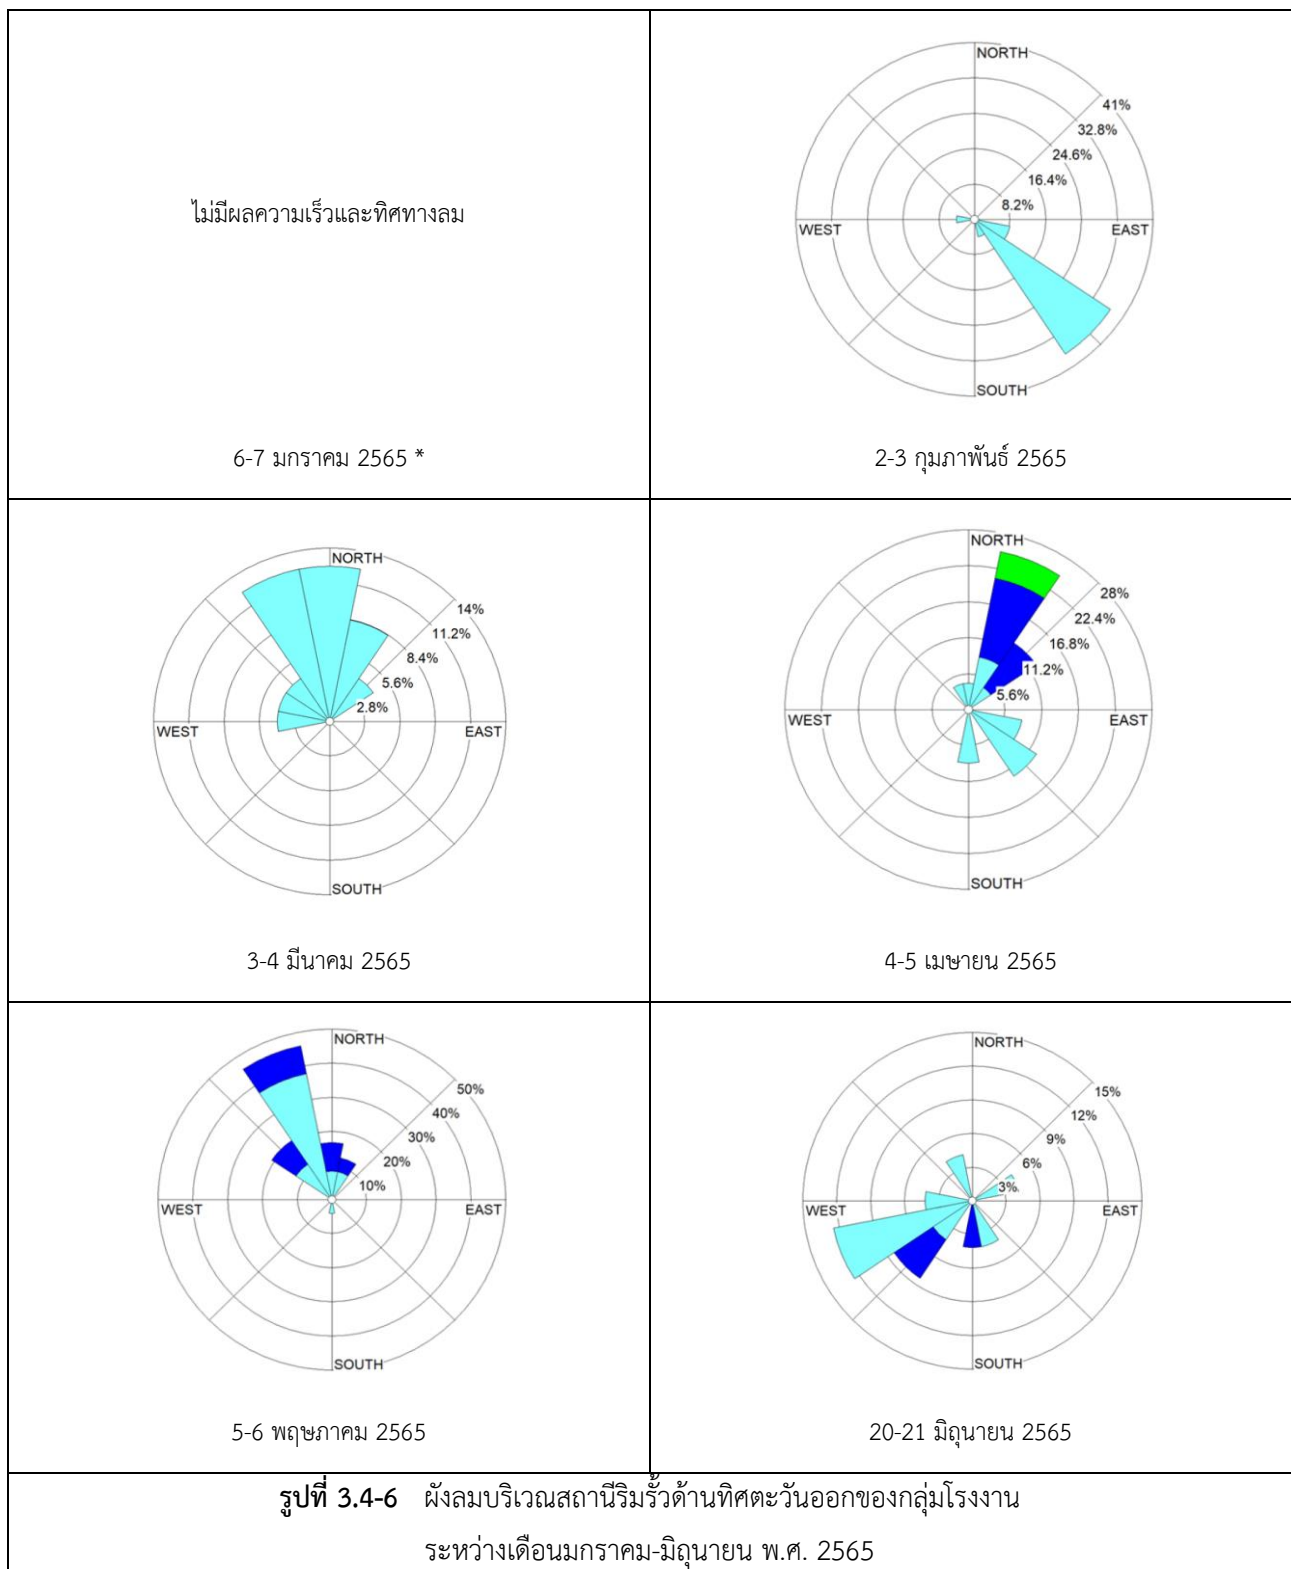 ไม่มีผลความเร็วและทิศทางลม
6-7 มกราคม 2565 *
NORTH
41%
32.8%
24.6%
16.4%
8.2%
WEST
EAST
SOUTH
2-3 กุมภาพันธ์ 2565
NORTH
14%
11.2%
8.4%
5.6%
2.8%
WEST
EAST
SOUTH
3-4 มีนาคม 2565
NORTH
28%
22.4%
16.8%
11.2%
5.6%
WEST
EAST
SOUTH
4-5 เมษายน 2565
NORTH
50%
40%
30%
20%
10%
WEST
EAST
SOUTH
5-6 พฤษภาคม 2565
NORTH
15%
12%
9%
6%
3%
WEST
EAST
SOUTH
20-21 มิถุนายน 2565
รูปที่ 3.4-6 ผังลมบริเวณสถานีริมรั้วด้านทิศตะวันออกของกลุ่มโรงงาน
ระหว่างเดือนมกราคม-มิถุนายน พ.ศ. 2565